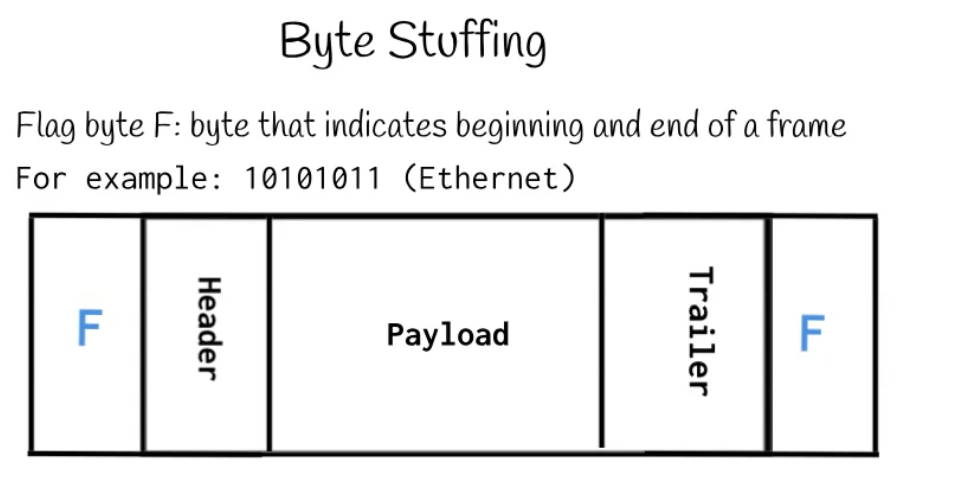 Byte Stuffing
Flag byte F: byte that indicates beginning and end of a frame
For example: 10101011 (Ethernet)
F
Header
Payload
Trailer
F